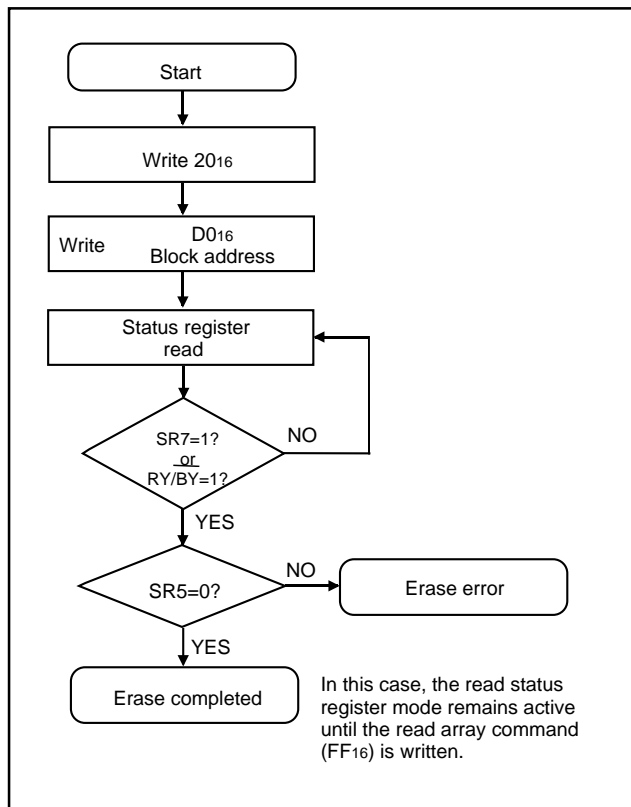 Start
Write 20₁₆
Write D0₁₆
Block address
Status register
read
SR7=1?
or
RY/BY=1?
NO
YES
SR5=0?
NO
Erase error
YES
Erase completed
In this case, the read status
register mode remains active
until the read array command
(FF₁₆) is written.